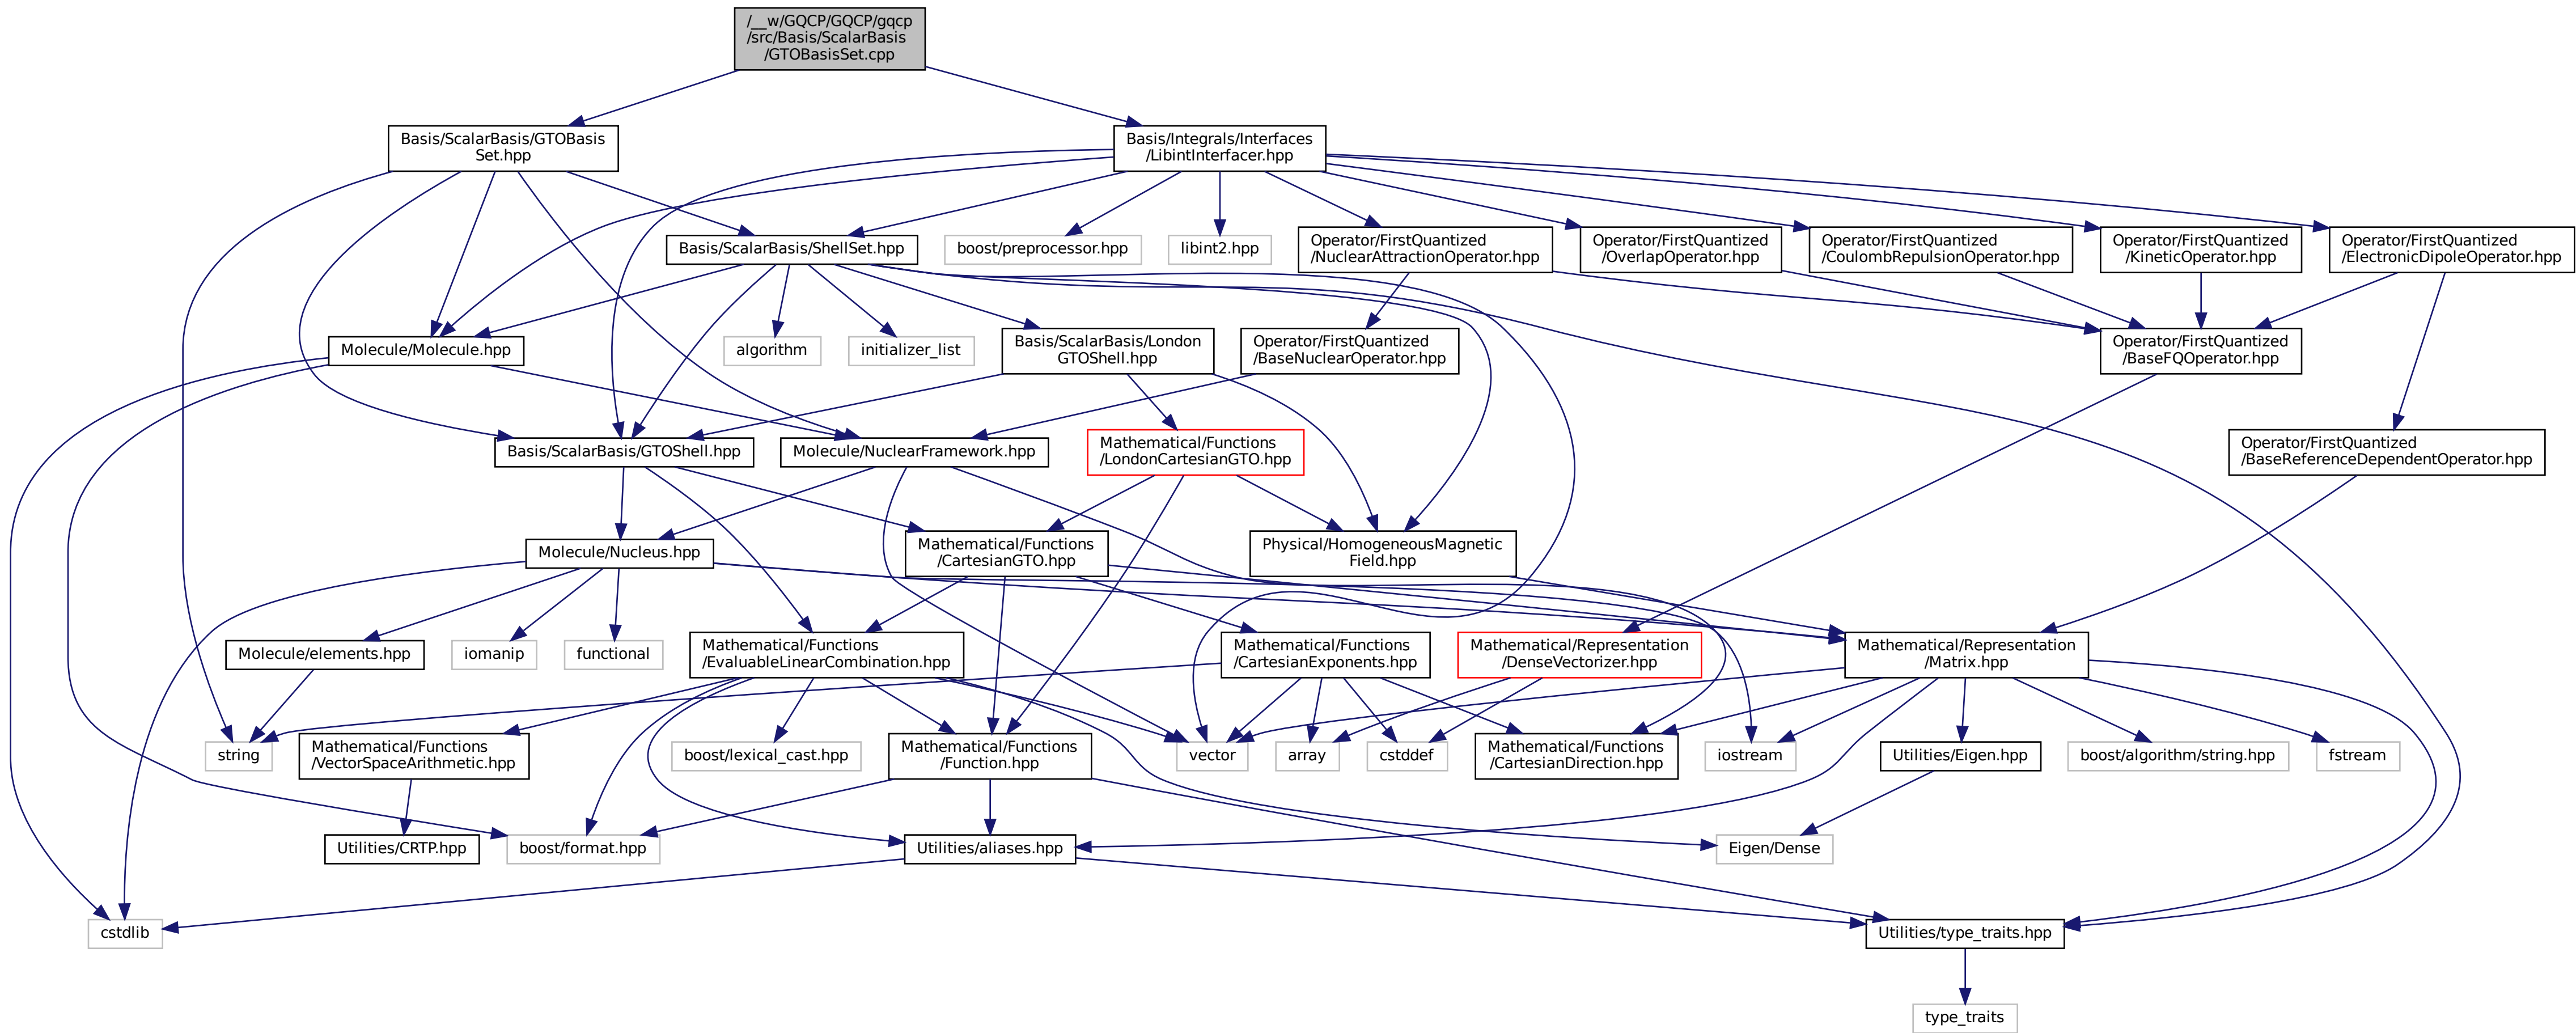 /__w/GQCP/GQCP/gqcp
/src/Basis/ScalarBasis
/GTOBasisSet.cpp
Basis/ScalarBasis/GTOBasis
Set.hpp
Basis/Integrals/Interfaces
/LibintInterfacer.hpp
Basis/ScalarBasis/ShellSet.hpp
boost/preprocessor.hpp
libint2.hpp
Operator/FirstQuantized
/NuclearAttractionOperator.hpp
Operator/FirstQuantized
/OverlapOperator.hpp
Operator/FirstQuantized
/CoulombRepulsionOperator.hpp
Operator/FirstQuantized
/KineticOperator.hpp
Operator/FirstQuantized
/ElectronicDipoleOperator.hpp
Molecule/Molecule.hpp
algorithm
initializer_list
Basis/ScalarBasis/London
GTOShell.hpp
Operator/FirstQuantized
/BaseNuclearOperator.hpp
Operator/FirstQuantized
/BaseFQOperator.hpp
Basis/ScalarBasis/GTOShell.hpp
Molecule/NuclearFramework.hpp
Mathematical/Functions
/LondonCartesianGTO.hpp
Operator/FirstQuantized
/BaseReferenceDependentOperator.hpp
Molecule/Nucleus.hpp
Mathematical/Functions
/CartesianGTO.hpp
Physical/HomogeneousMagnetic
Field.hpp
Molecule/elements.hpp
iomanip
functional
Mathematical/Functions
/EvaluableLinearCombination.hpp
Mathematical/Functions
/CartesianExponents.hpp
Mathematical/Representation
/DenseVectorizer.hpp
Mathematical/Representation
/Matrix.hpp
string
Mathematical/Functions
/VectorSpaceArithmetic.hpp
boost/lexical_cast.hpp
Mathematical/Functions
/Function.hpp
vector
array
cstddef
Mathematical/Functions
/CartesianDirection.hpp
iostream
Utilities/Eigen.hpp
boost/algorithm/string.hpp
fstream
Utilities/CRTP.hpp
boost/format.hpp
Utilities/aliases.hpp
Eigen/Dense
cstdlib
Utilities/type_traits.hpp
type_traits